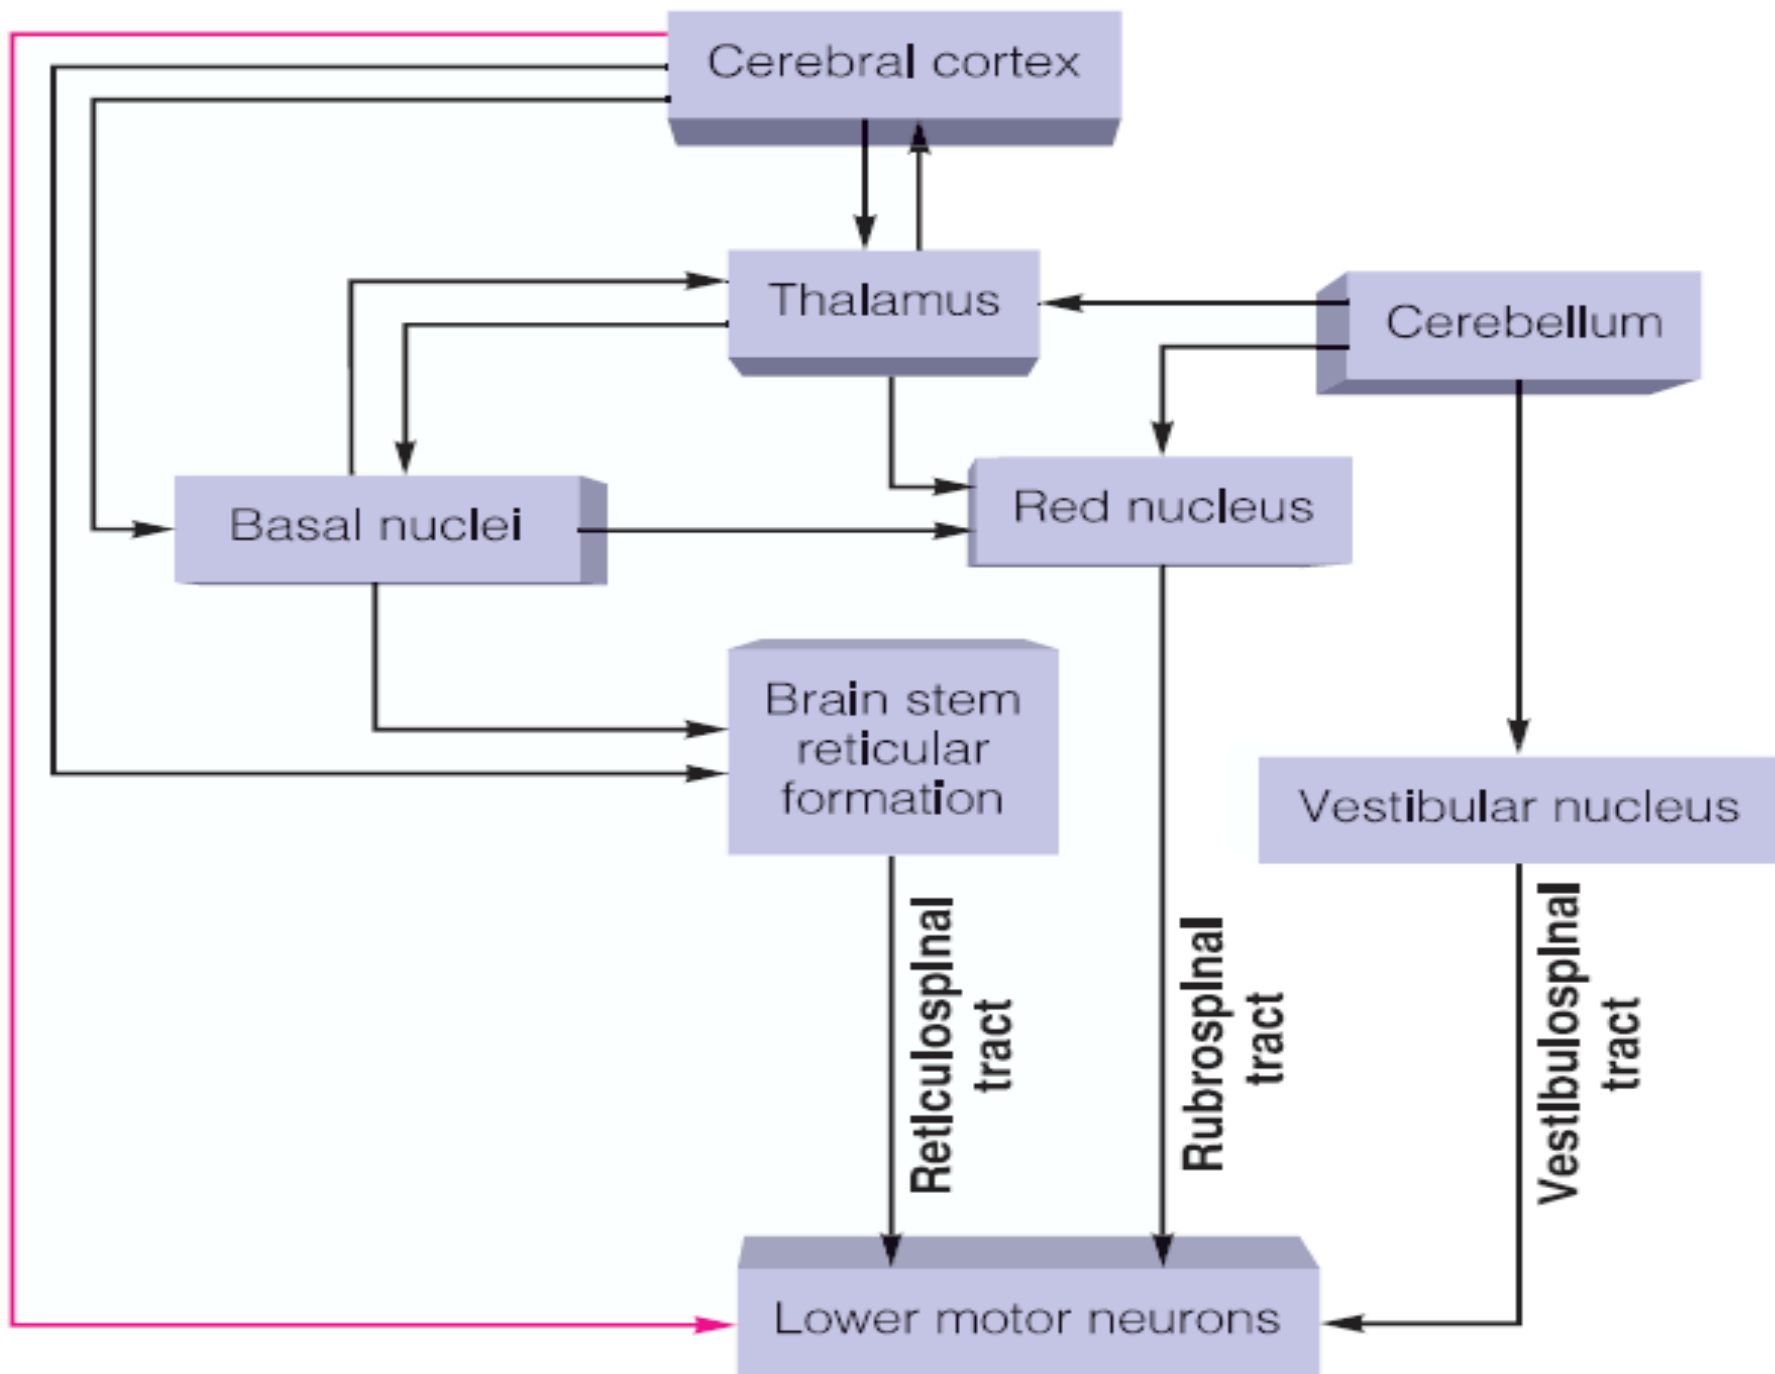 Cerebral cortex
Thalamus
Cerebellum
Basal nuclei
Red nucleus
Brain stem
reticular
formation
Vestibular nucleus
Reticulospinal
tract
Rubrospinal
tract
Vestibulospinal
tract
Lower motor neurons